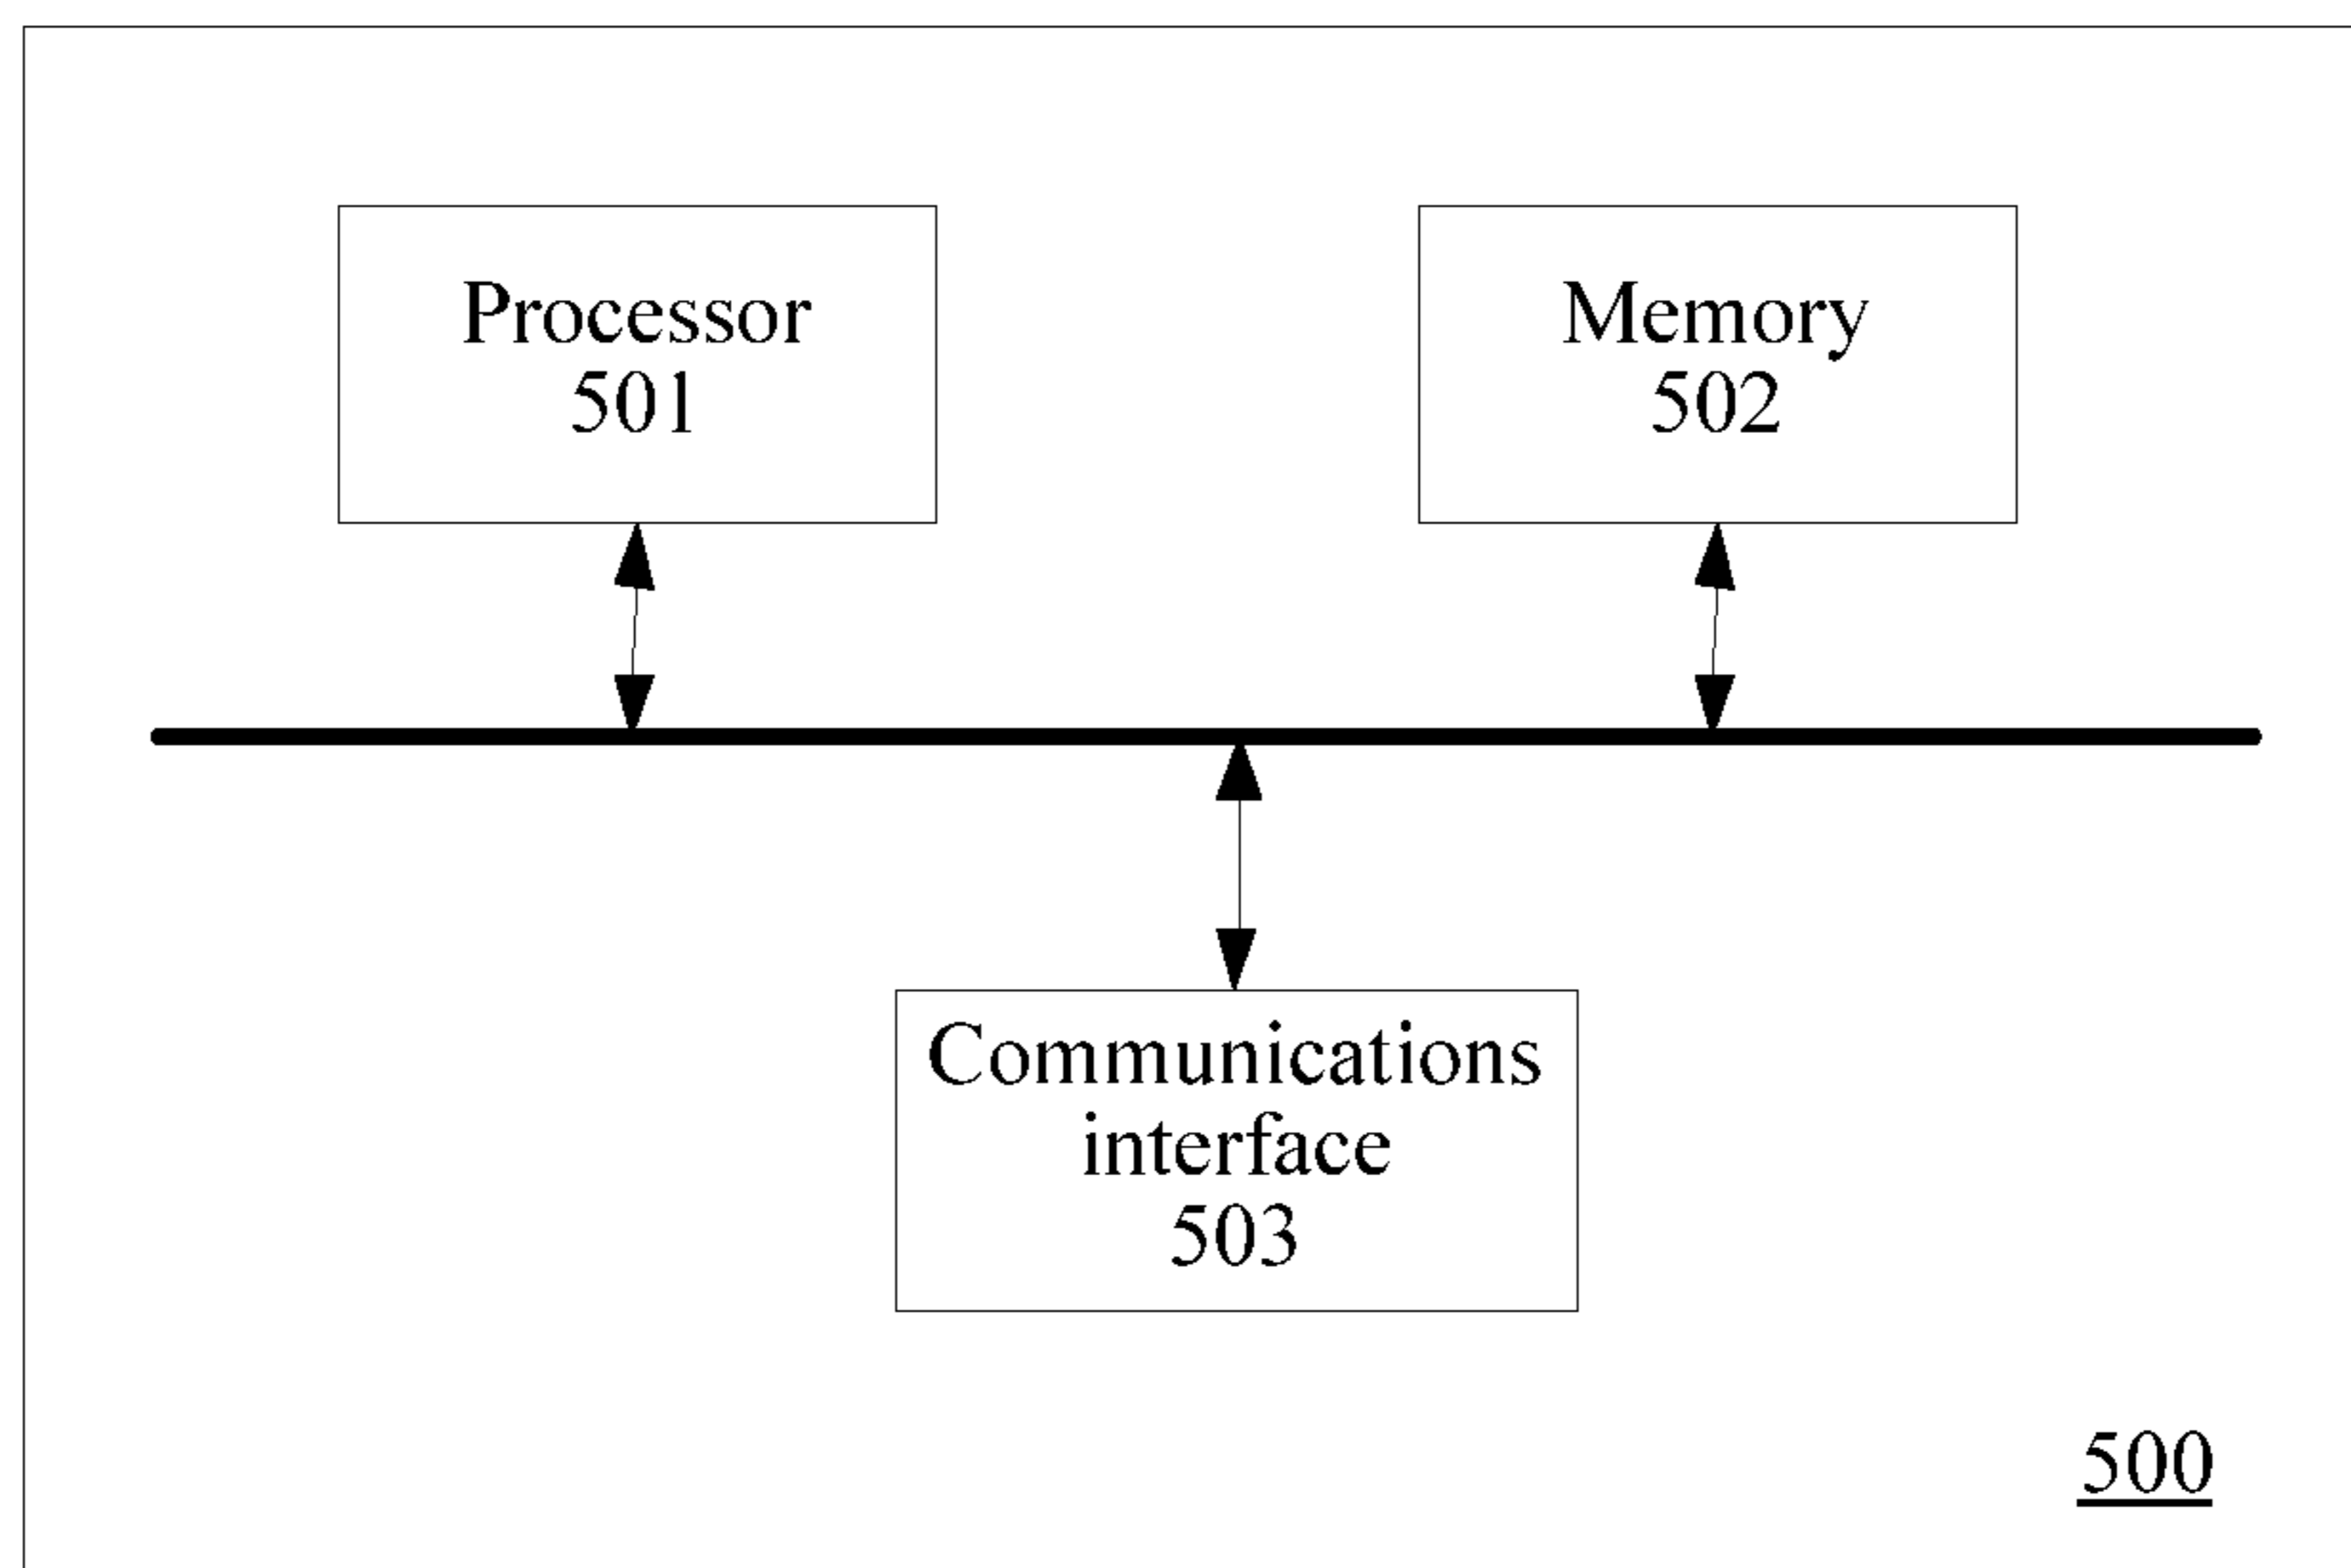 Processor
501
Memory
502
Communications
interface
503
500